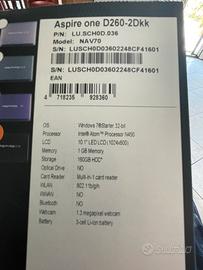 Aspire one D260-2Dkk
P/N: LU.SCH0D.036
Model: NAV70
LUSCH0D03602248CF41601
S/N: LUSCH0D03602248CF41601
EAN
4 718235 928360
OS Windows 7®Starter 32-bit
Processor Intel® Atom™ Processor N450
LCD 10.1" LED LCD (1024x600)
Memory 1 GB Memory
Storage 160GB HDD*
Optical Drive NO
Card Reader Multi-in-1 card reader
WLAN 802.11b/g/n
WWAN NO
Bluetooth NO
Webcam 1.3 megapixel webcam
Battery 3-cell Li-ion battery
subito